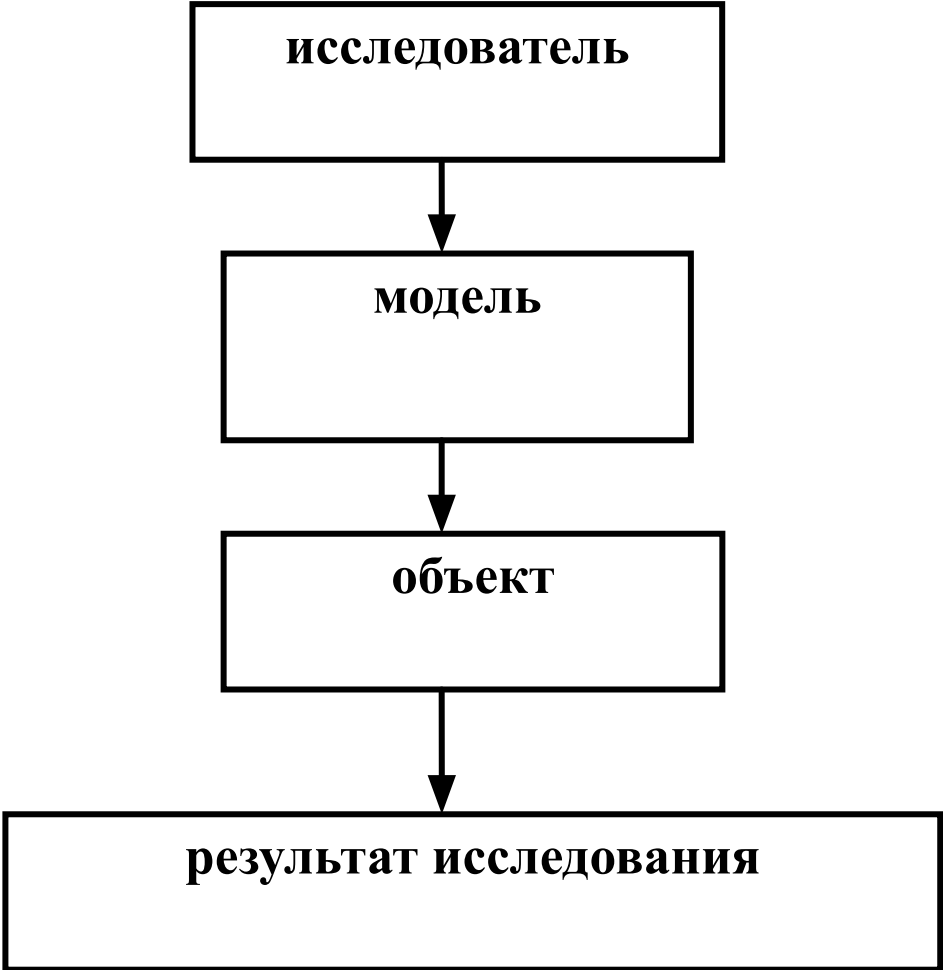 исследователь
модель
объект
результат исследования